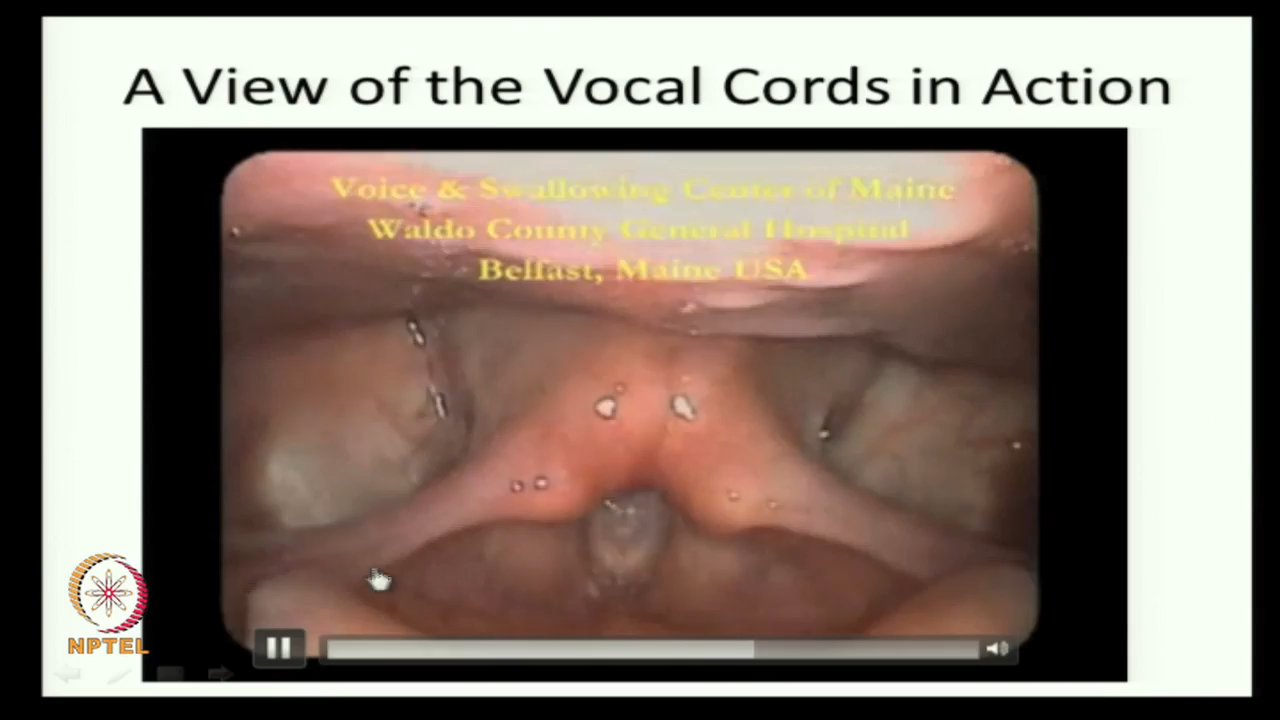 A View of the Vocal Cords in Action
Voice & Swallowing Center of Maine
Waldo County General Hospital
Belfast, Maine USA
NPTEL